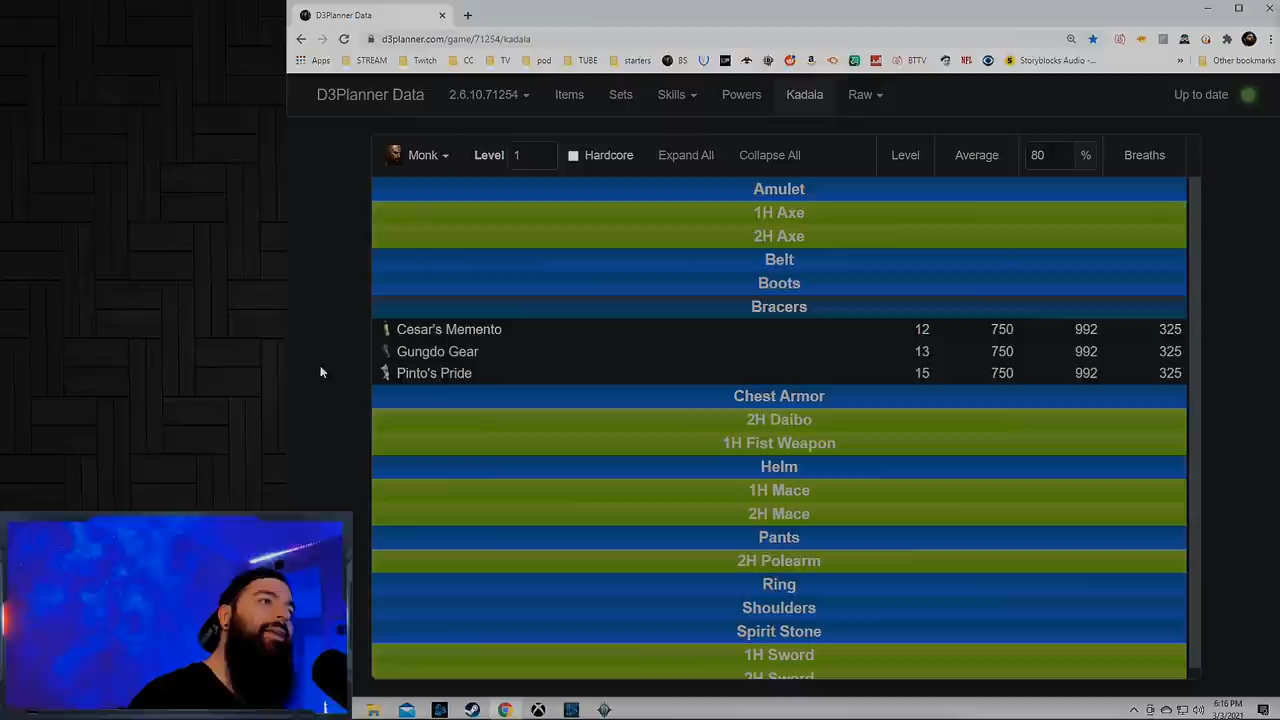 D3Planner Data
d3planner.com/game/71254/kadala
Apps STREAM Twitch CC TV pod TUBE starters BS BTTV NFL Storyblocks Audio -... » Other bookmarks
D3Planner Data 2.6.10.71254 Items Sets Skills Powers Kadala Raw Up to date
Monk Level 1 Hardcore Expand All Collapse All Level Average 80 % Breaths
Amulet
1H Axe
2H Axe
Belt
Boots
Bracers
Cesar's Memento 12 750 992 325
Gungdo Gear 13 750 992 325
Pinto's Pride 15 750 992 325
Chest Armor
2H Daibo
1H Fist Weapon
Helm
1H Mace
2H Mace
Pants
2H Polearm
Ring
Shoulders
Spirit Stone
1H Sword
2H Sword
6:16 PM
3/3/2021